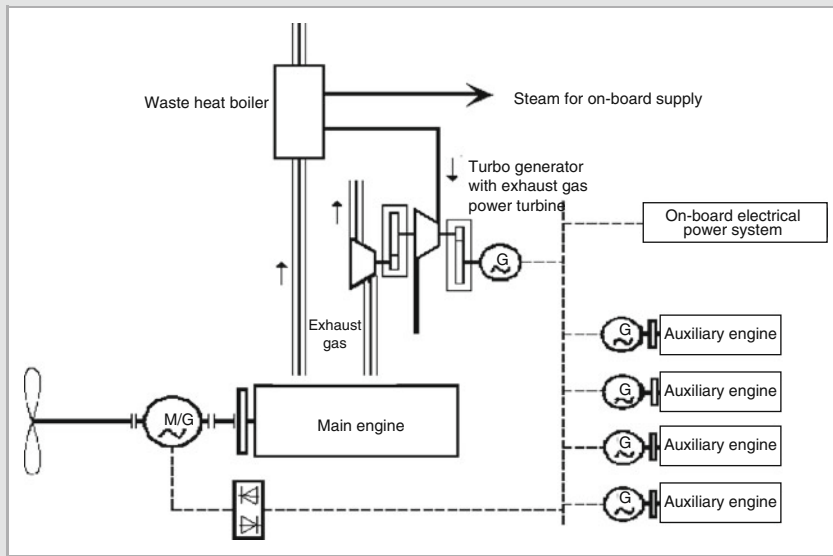 Waste heat boiler
Steam for on-board supply
Turbo generator
with exhaust gas
power turbine
On-board electrical
power system
G
Exhaust
gas
G
Auxiliary engine
G
Auxiliary engine
M/G
Main engine
G
Auxiliary engine
G
Auxiliary engine